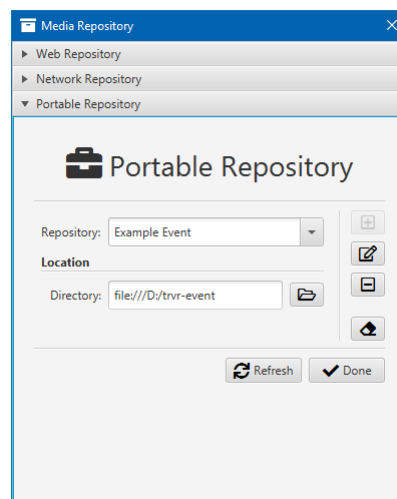 Media Repository
Web Repository
Network Repository
Portable Repository
Portable Repository
Repository: Example Event
Location
Directory: file:///D:/trvr-event
Refresh Done